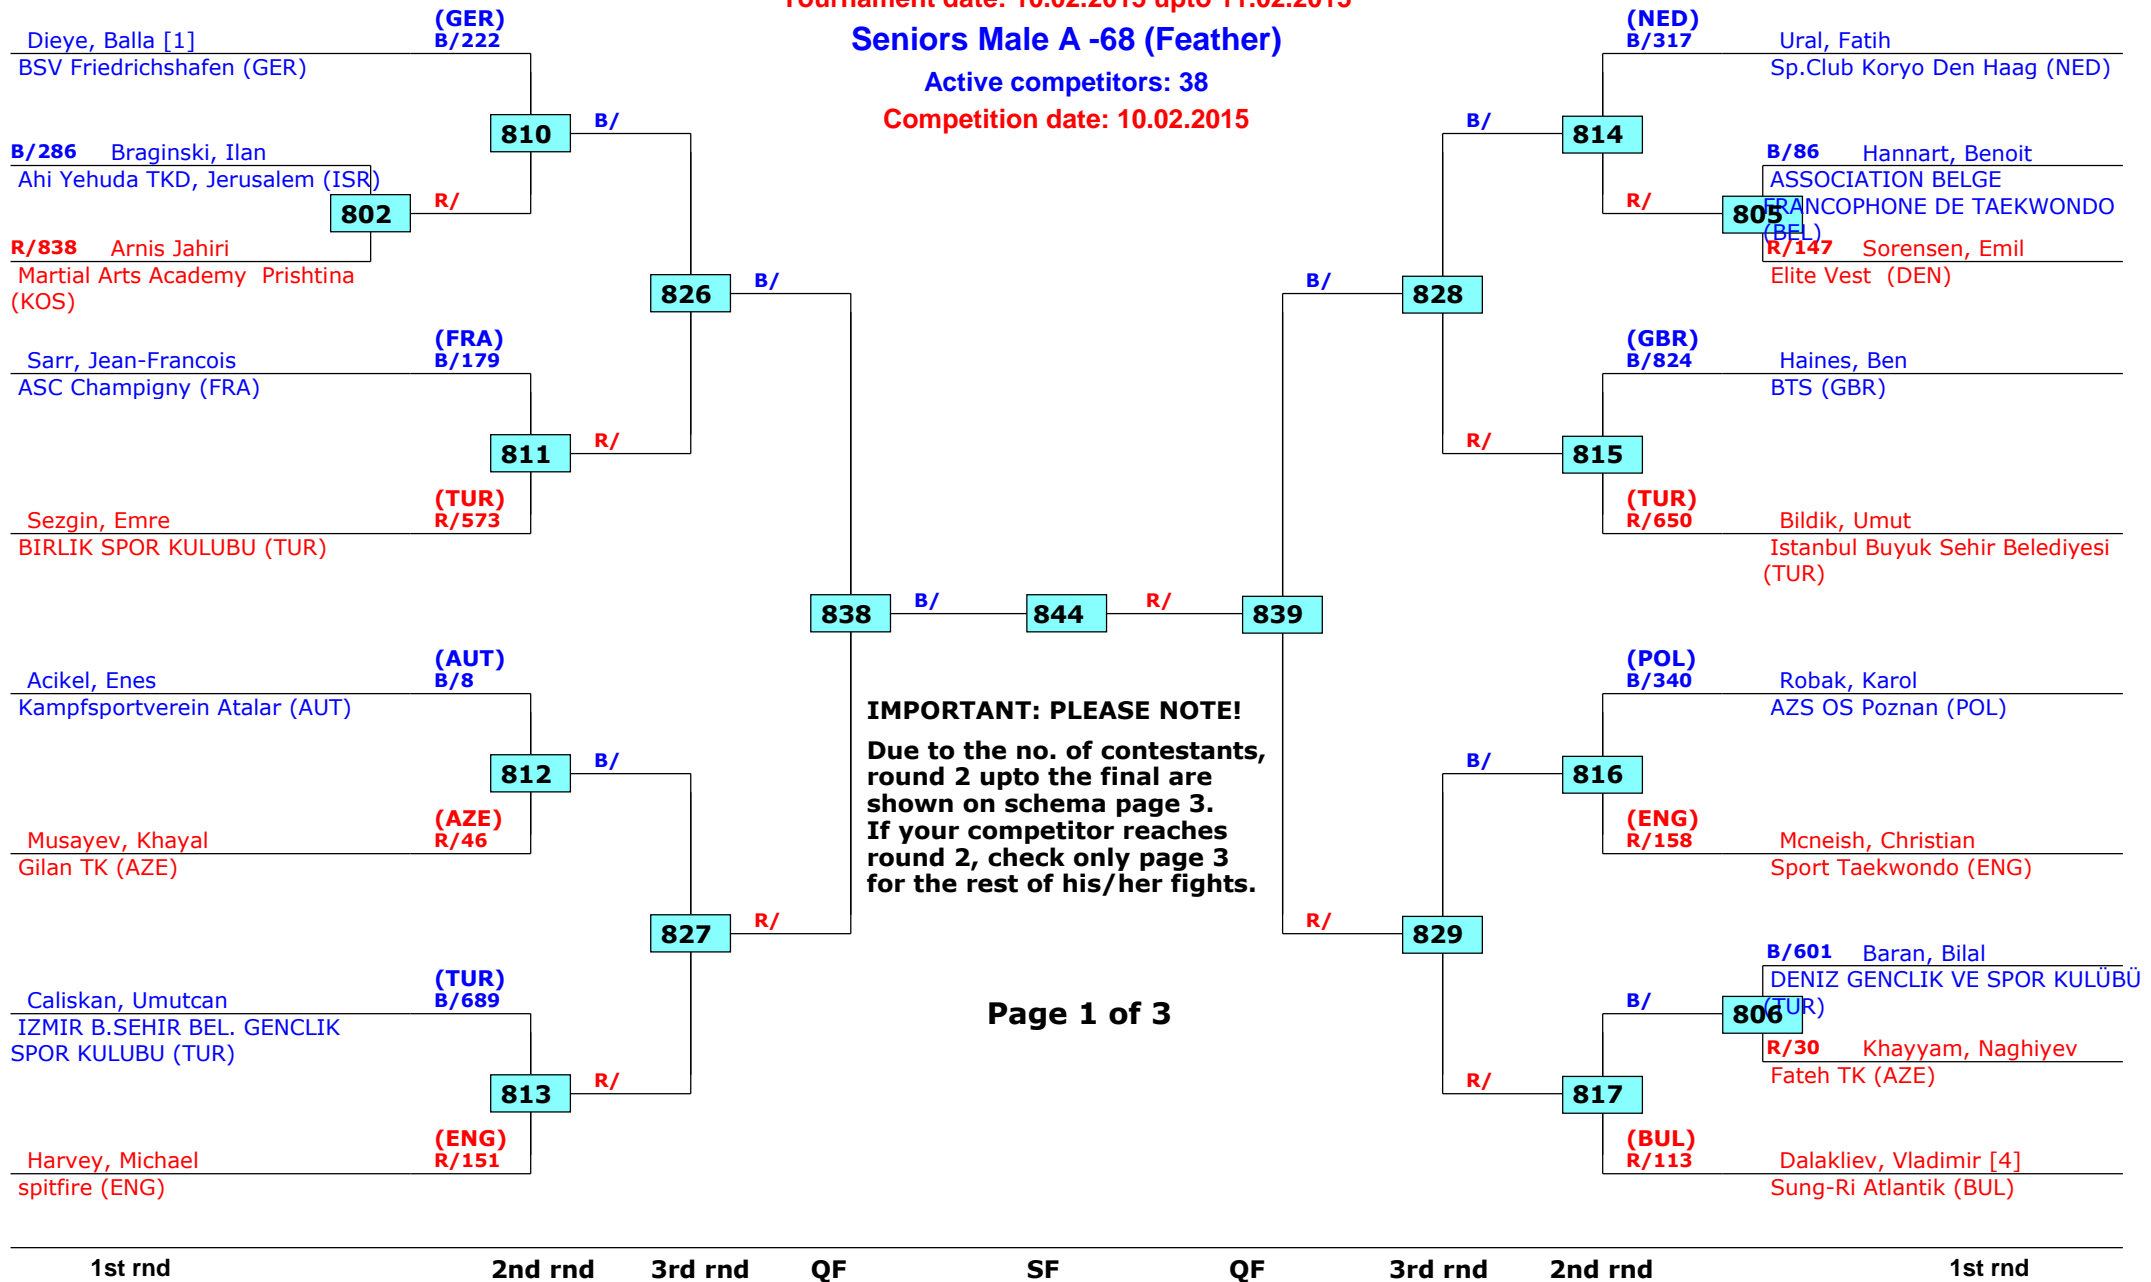 Tournament date: 10.02.2015 upto 11.02.2015
Seniors Male A -68 (Feather)
Active competitors: 38
Competition date: 10.02.2015
(GER)
Dieye, Balla [1] B/222
BSV Friedrichshafen (GER)
810
B/
B/286 Braginski, Ilan
Ahi Yehuda TKD, Jerusalem (ISR)
802
R/
R/838 Arnis Jahiri
Martial Arts Academy Prishtina
(KOS)
826
B/
(FRA)
Sarr, Jean-Francois B/179
ASC Champigny (FRA)
811
R/
(TUR)
Sezgin, Emre R/573
BIRLIK SPOR KULUBU (TUR)
838
B/
844
R/
839
(AUT)
Acikel, Enes B/8
Kampfsportverein Atalar (AUT)
812
B/
(AZE)
Musayev, Khayal R/46
Gilan TK (AZE)
827
R/
(TUR)
Caliskan, Umutcan B/689
IZMIR B.SEHIR BEL. GENCLIK
SPOR KULUBU (TUR)
813
R/
(ENG)
Harvey, Michael R/151
spitfire (ENG)
IMPORTANT: PLEASE NOTE!
Due to the no. of contestants,
round 2 upto the final are
shown on schema page 3.
If your competitor reaches
round 2, check only page 3
for the rest of his/her fights.
Page 1 of 3
(NED)
B/317 Ural, Fatih
Sp.Club Koryo Den Haag (NED)
B/
814
B/86 Hannart, Benoit
ASSOCIATION BELGE
FRANCOPHONE DE TAEKWONDO
(BEL)
R/
805
R/147 Sorensen, Emil
Elite Vest (DEN)
B/
828
(GBR)
B/824 Haines, Ben
BTS (GBR)
R/
815
(TUR)
R/650 Bildik, Umut
Istanbul Buyuk Sehir Belediyesi
(TUR)
(POL)
B/340 Robak, Karol
AZS OS Poznan (POL)
B/
816
(ENG)
R/158 Mcneish, Christian
Sport Taekwondo (ENG)
R/
829
B/601 Baran, Bilal
DENIZ GENCLIK VE SPOR KULÜBÜ
(TUR)
B/
806
R/30 Khayyam, Naghiyev
Fateh TK (AZE)
R/
817
(BUL)
R/113 Dalakliev, Vladimir [4]
Sung-Ri Atlantik (BUL)
1st rnd 2nd rnd 3rd rnd QF SF QF 3rd rnd 2nd rnd 1st rnd